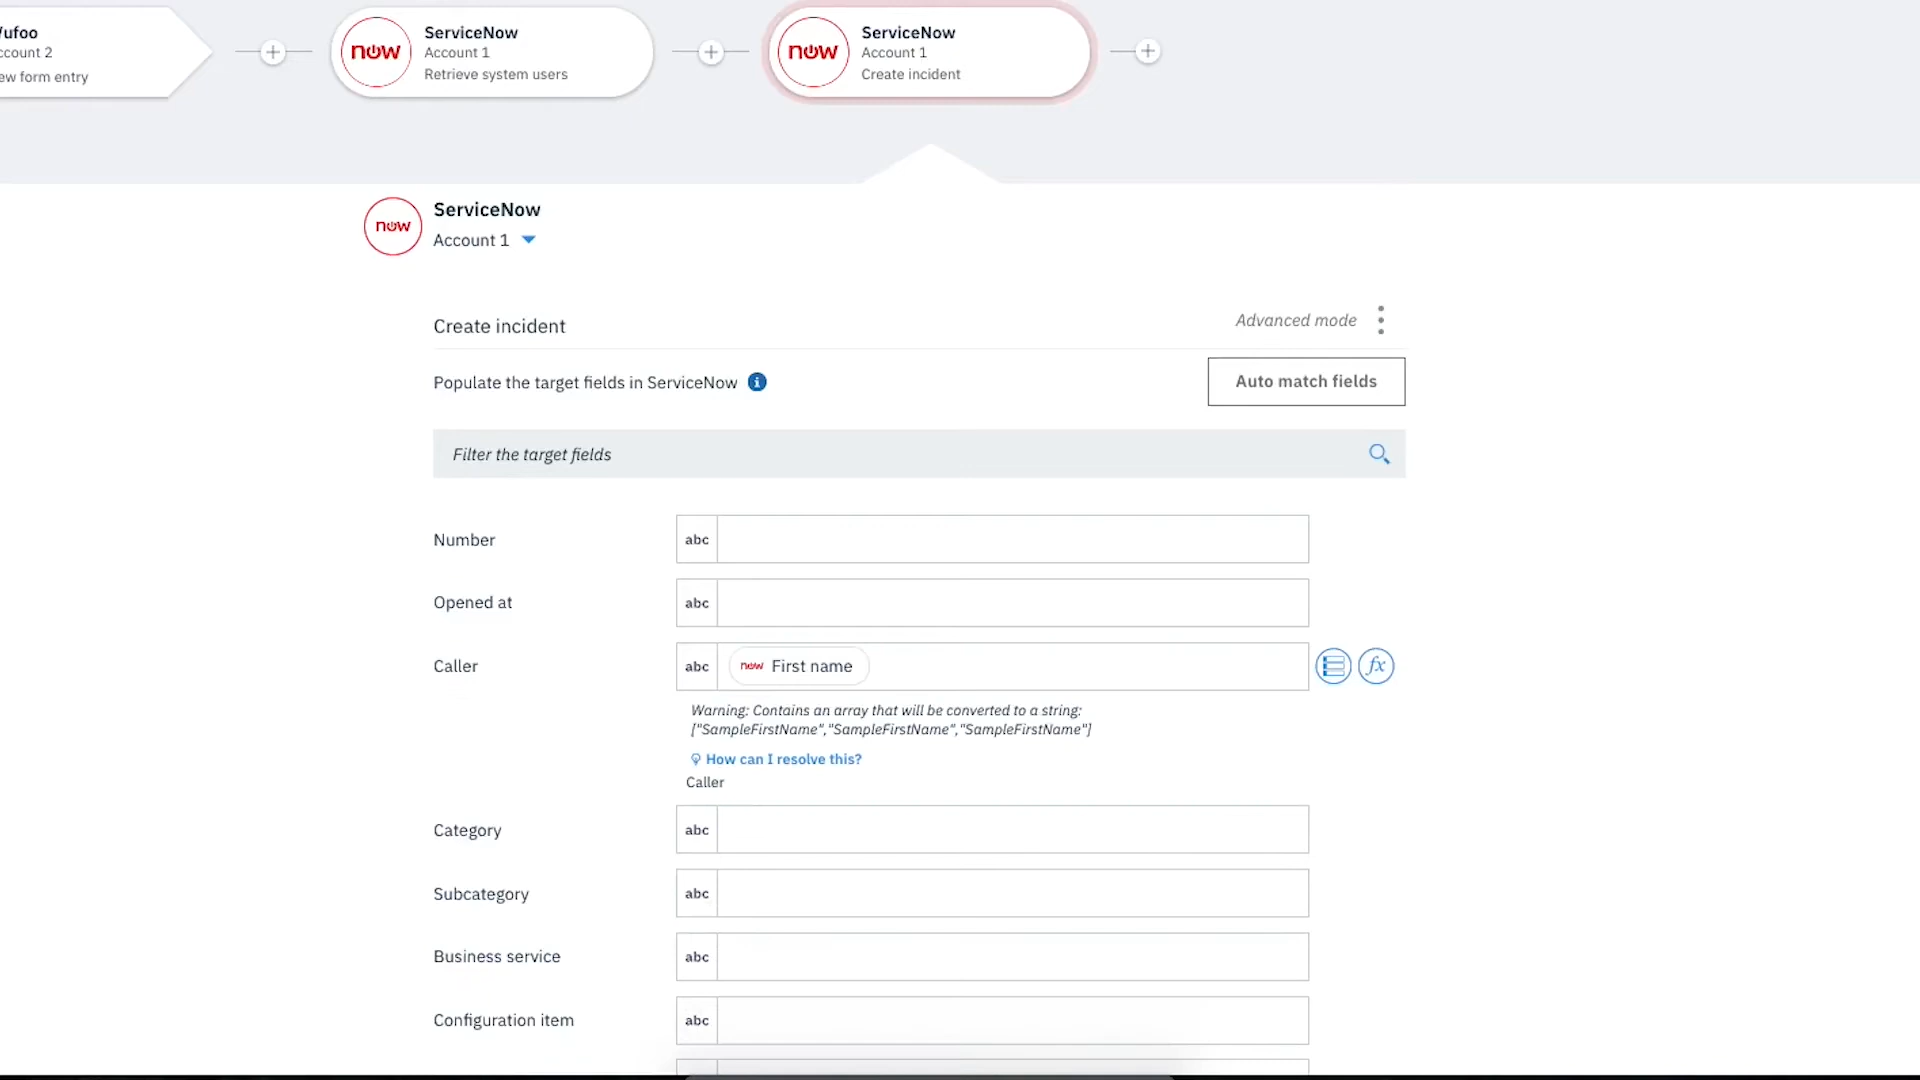 ufoo
ccount 2
ew form entry
now
ServiceNow
Account 1
Retrieve system users
now
ServiceNow
Account 1
Create incident
now
ServiceNow
Account 1
Create incident
Advanced mode
Populate the target fields in ServiceNow
Auto match fields
Filter the target fields
Number
abc
Opened at
abc
Caller
abc
now First name
fx
Warning: Contains an array that will be converted to a string:
["SampleFirstName","SampleFirstName","SampleFirstName"]
How can I resolve this?
Caller
Category
abc
Subcategory
abc
Business service
abc
Configuration item
abc